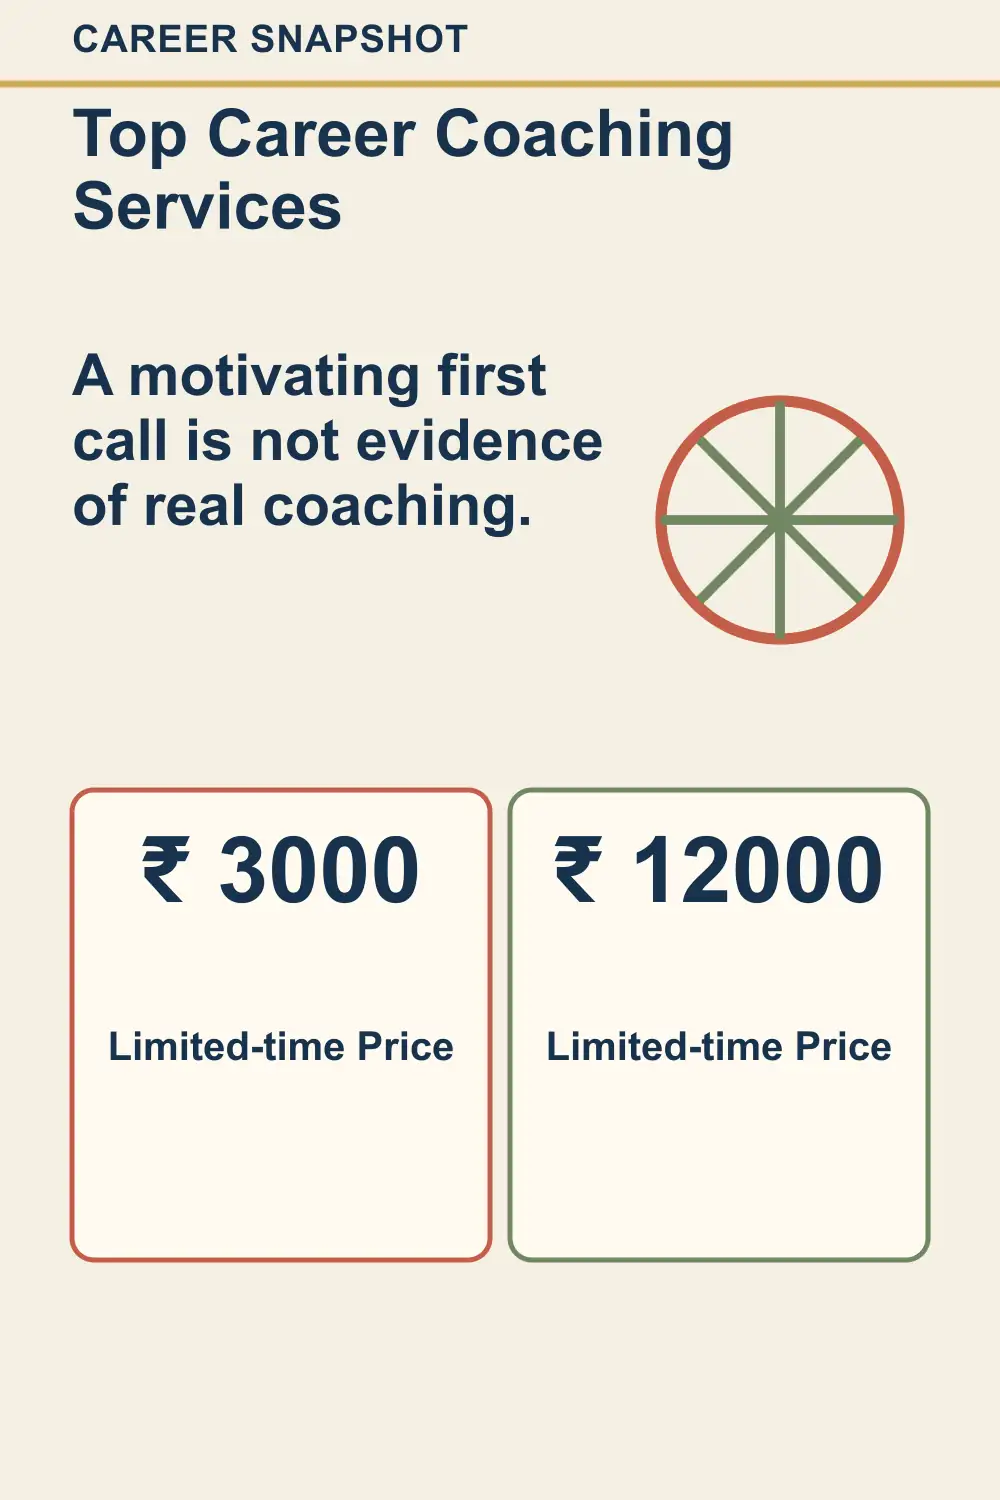 CAREER SNAPSHOT
Top Career Coaching
Services
A motivating first
call is not evidence
of real coaching.
₹ 3000
Limited-time Price
₹ 12000
Limited-time Price